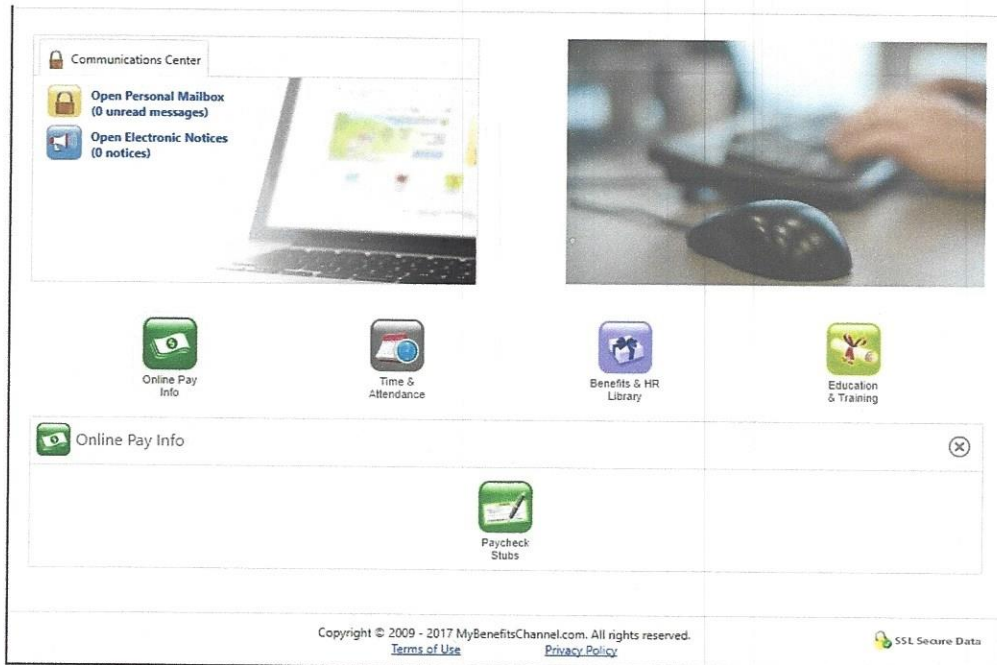 Communications Center
Open Personal Mailbox
(0 unread messages)
Open Electronic Notices
(0 notices)
Online Pay
Info
Time &
Attendance
Benefits & HR
Library
Education
& Training
Online Pay Info
Paycheck
Stubs
Copyright © 2009 - 2017 MyBenefitsChannel.com. All rights reserved.
Terms of Use Privacy Policy
SSL Secure Data